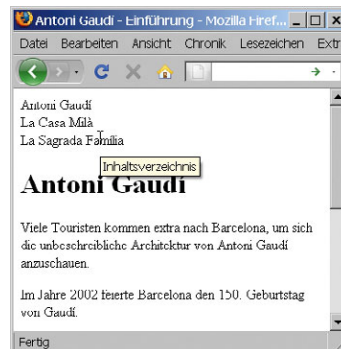 Antoni Gaudí - Einführung - Mozilla Firef...
Datei Bearbeiten Ansicht Chronik Lesezeichen Extr
Antoni Gaudí
La Casa Milà
La Sagrada Família
Inhaltsverzeichnis
Antoni Gaudí
Viele Touristen kommen extra nach Barcelona, um sich
die unbeschreibliche Architektur von Antoni Gaudí
anzuschauen.
Im Jahre 2002 feierte Barcelona den 150. Geburtstag
von Gaudí.
Fertig